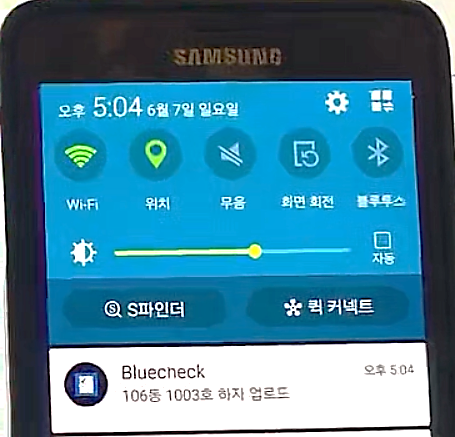 SAMSUNG
오후 5:04 6월 7일 일요일
Wi-Fi 위치 무음 화면 회전 블루투스
자동
S파인더 퀵 커넥트
Bluecheck 오후 5:04
106동 1003호 하자 업로드